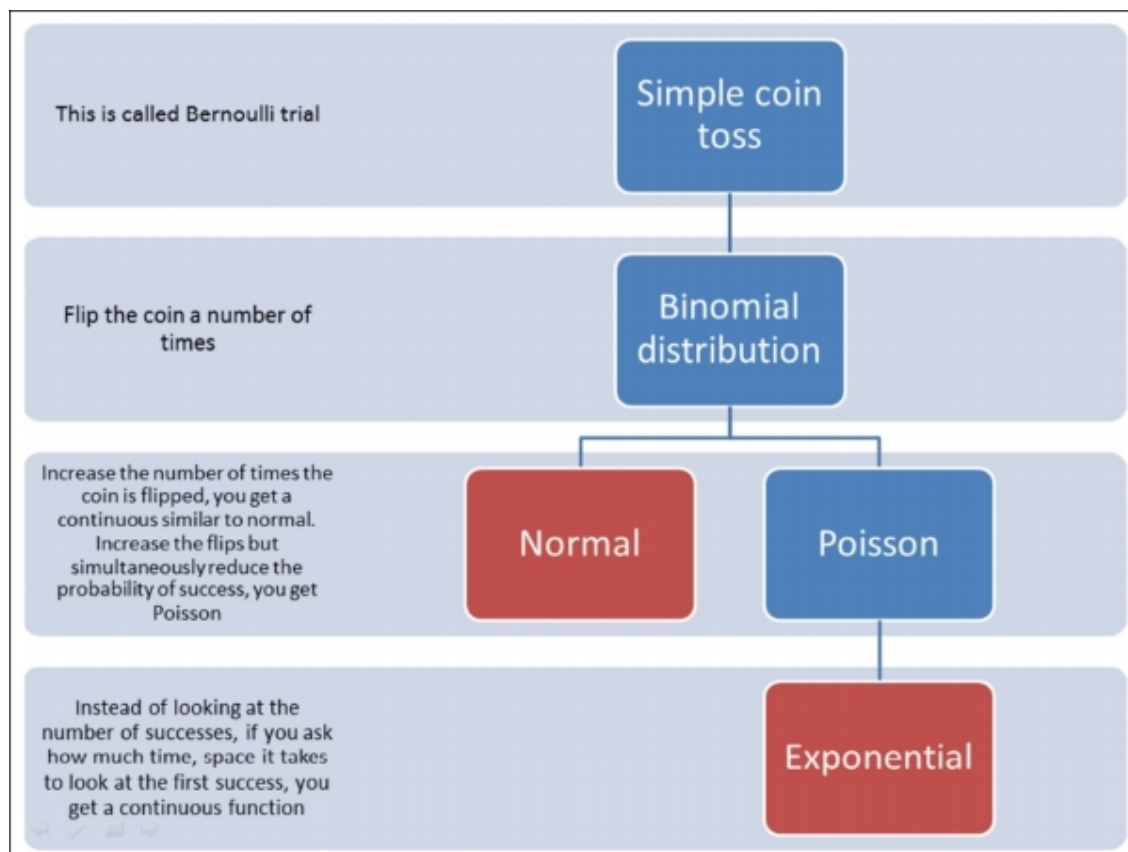 This is called Bernoulli trial
Simple coin
toss
Flip the coin a number of
times
Binomial
distribution
Increase the number of times the
coin is flipped, you get a
continuous similar to normal.
Increase the flips but
simultaneously reduce the
probability of success, you get
Poisson
Normal
Poisson
Instead of looking at the
number of successes, if you ask
how much time, space it takes
to look at the first success, you
get a continuous function
Exponential